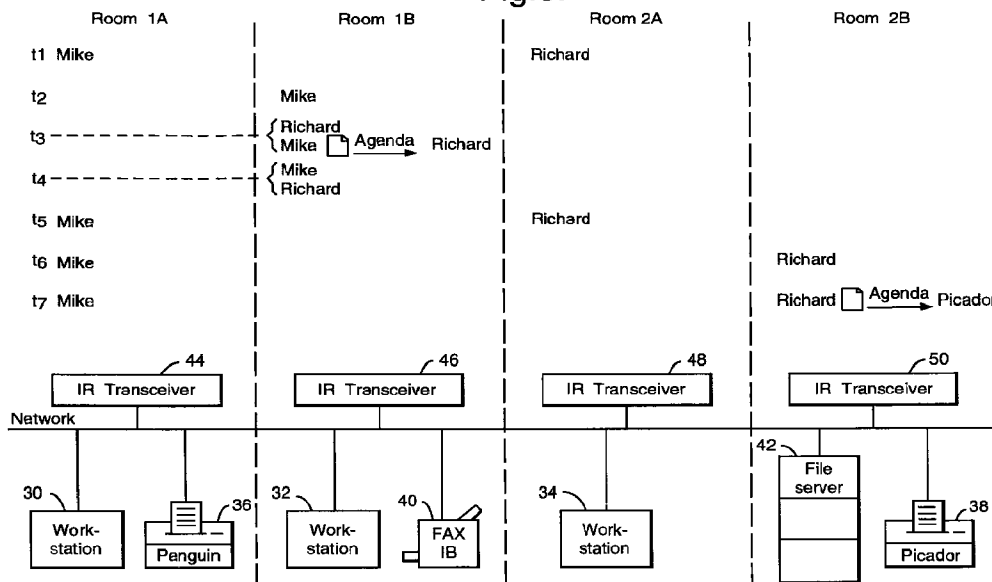 Room 1A Room 1B Room 2A Room 2B
t1 Mike Richard
t2 Mike
t3 Richard
Mike Agenda Richard
t4 Mike
Richard
t5 Mike Richard
t6 Mike Richard
t7 Mike Richard Agenda Picador
44 46 48 50
IR Transceiver IR Transceiver IR Transceiver IR Transceiver
Network
30 36 32 40 34 42 38
Work-
station
Penguin
Work-
station
FAX
IB
Work-
station
File
server
Picador